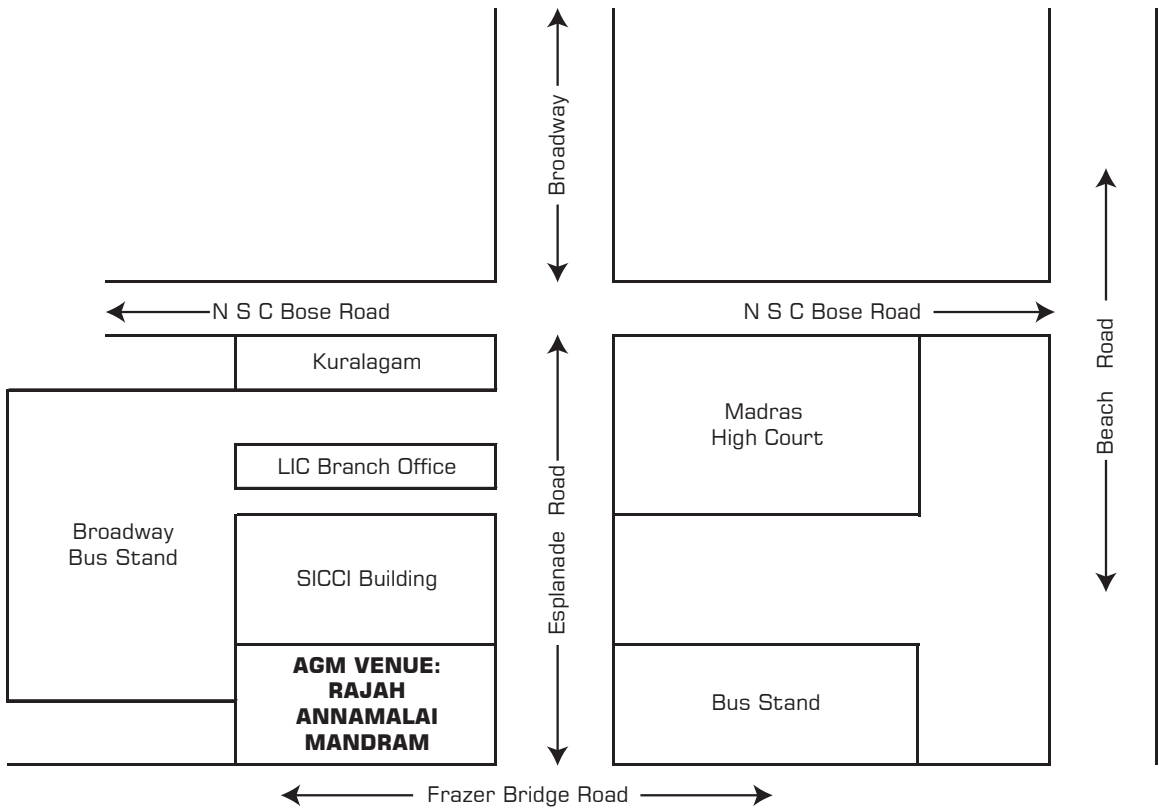 Broadway
N S C Bose Road
N S C Bose Road
Kuralagam
Madras
High Court
Beach Road
LIC Branch Office
Esplanade Road
Broadway
Bus Stand
SICCI Building
AGM VENUE:
RAJAH
ANNAMALAI
MANDRAM
Bus Stand
Frazer Bridge Road